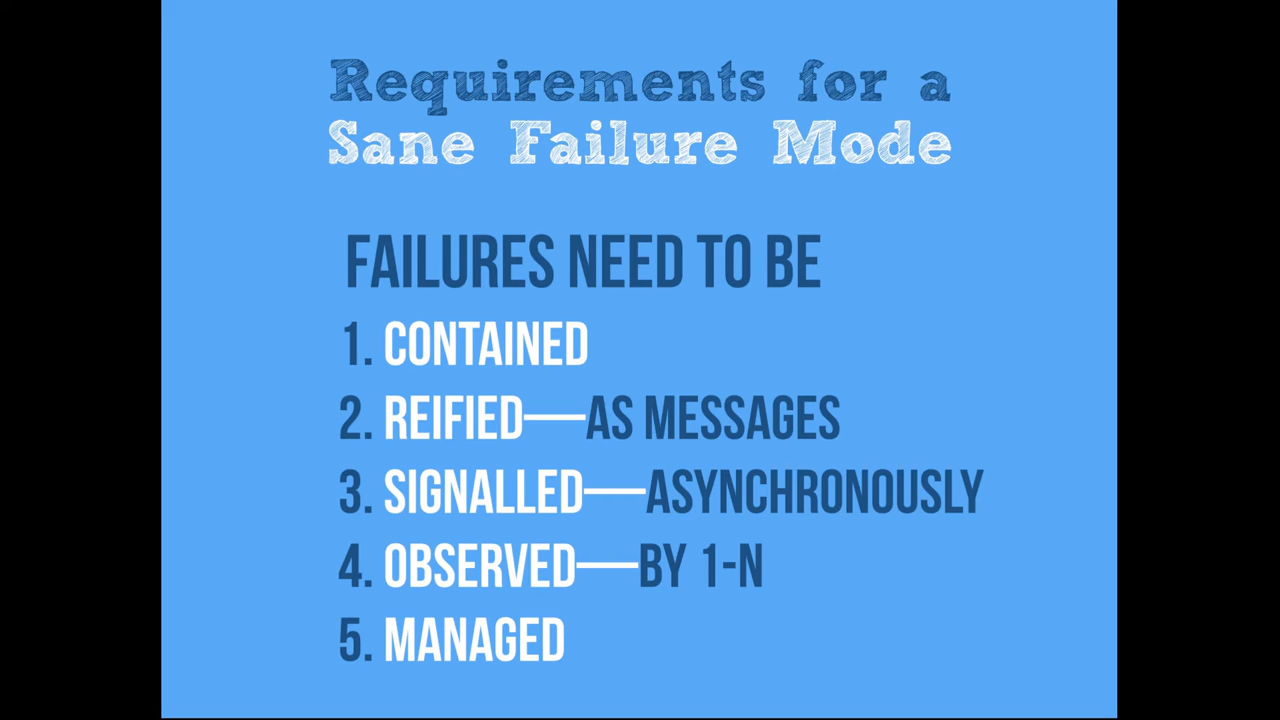 Requirements for a
Sane Failure Mode
FAILURES NEED TO BE
1. CONTAINED
2. REIFIED—AS MESSAGES
3. SIGNALLED—ASYNCHRONOUSLY
4. OBSERVED—BY 1-N
5. MANAGED